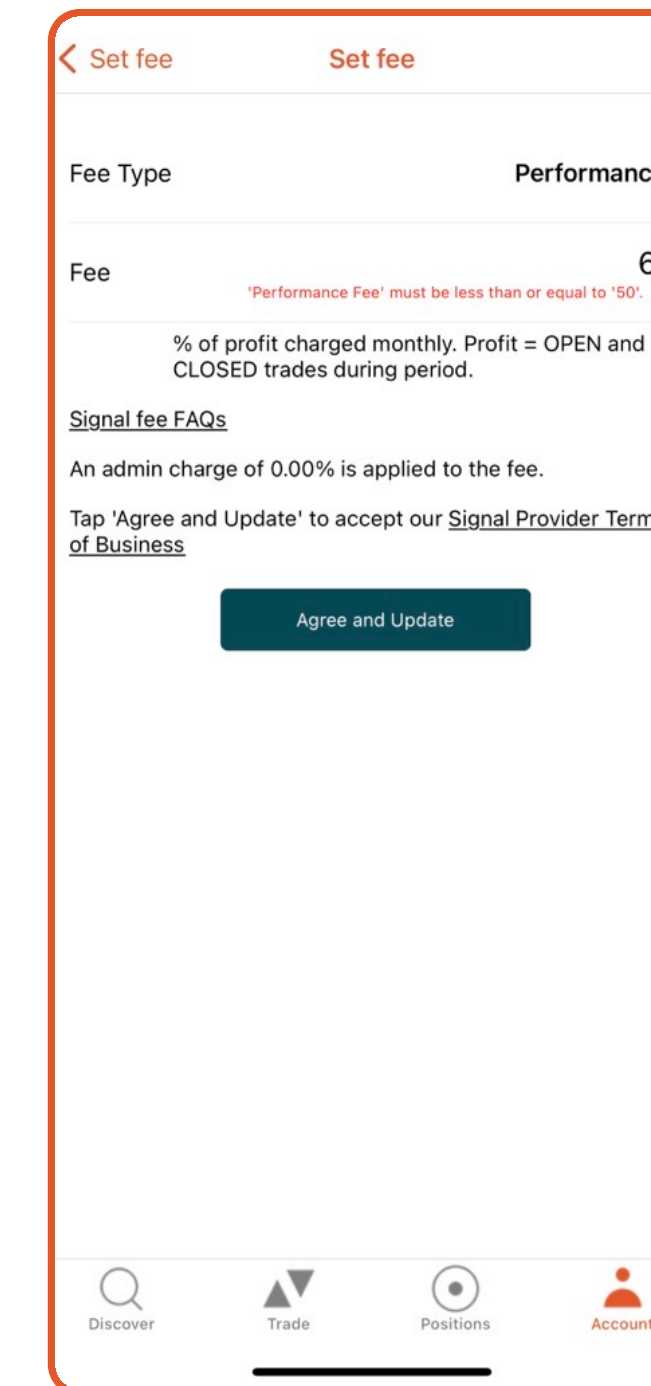 Set fee Set fee
Fee Type Performanc
Fee 6
'Performance Fee' must be less than or equal to '50'.
% of profit charged monthly. Profit = OPEN and
CLOSED trades during period.
Signal fee FAQs
An admin charge of 0.00% is applied to the fee.
Tap 'Agree and Update' to accept our Signal Provider Term
of Business
Agree and Update
Discover Trade Positions Account